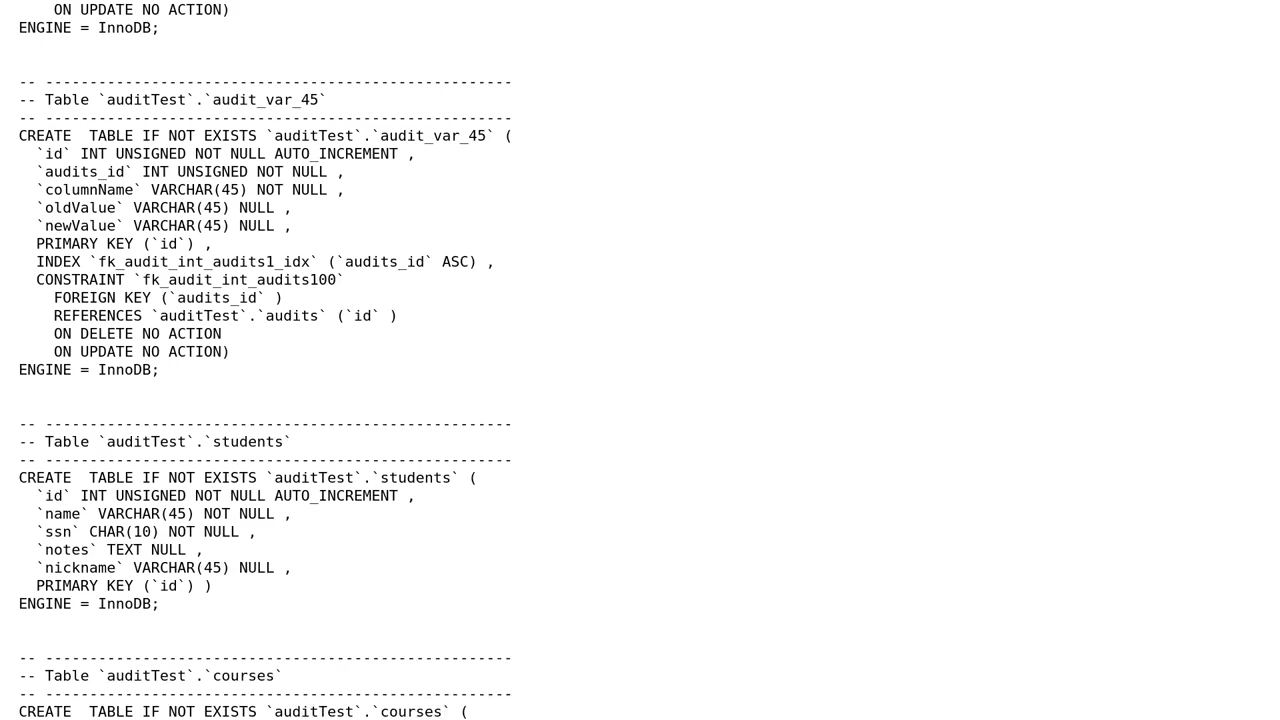 ON UPDATE NO ACTION)
ENGINE = InnoDB;
-- -----------------------------------------------------
-- Table `auditTest`.`audit_var_45`
-- -----------------------------------------------------
CREATE  TABLE IF NOT EXISTS `auditTest`.`audit_var_45` (
  `id` INT UNSIGNED NOT NULL AUTO_INCREMENT ,
  `audits_id` INT UNSIGNED NOT NULL ,
  `columnName` VARCHAR(45) NOT NULL ,
  `oldValue` VARCHAR(45) NULL ,
  `newValue` VARCHAR(45) NULL ,
  PRIMARY KEY (`id`) ,
  INDEX `fk_audit_int_audits1_idx` (`audits_id` ASC) ,
  CONSTRAINT `fk_audit_int_audits100`
    FOREIGN KEY (`audits_id` )
    REFERENCES `auditTest`.`audits` (`id` )
    ON DELETE NO ACTION
    ON UPDATE NO ACTION)
ENGINE = InnoDB;
-- -----------------------------------------------------
-- Table `auditTest`.`students`
-- -----------------------------------------------------
CREATE  TABLE IF NOT EXISTS `auditTest`.`students` (
  `id` INT UNSIGNED NOT NULL AUTO_INCREMENT ,
  `name` VARCHAR(45) NOT NULL ,
  `ssn` CHAR(10) NOT NULL ,
  `notes` TEXT NULL ,
  `nickname` VARCHAR(45) NULL ,
  PRIMARY KEY (`id`) )
ENGINE = InnoDB;
-- -----------------------------------------------------
-- Table `auditTest`.`courses`
-- -----------------------------------------------------
CREATE  TABLE IF NOT EXISTS `auditTest`.`courses` (